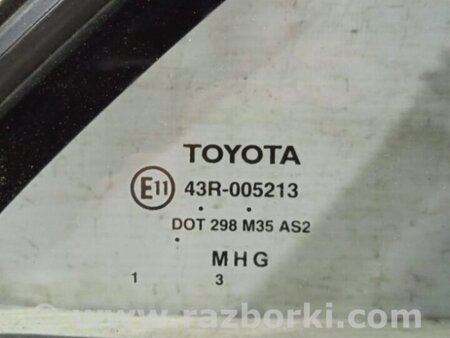 TOYOTA
E11 43R-005213
DOT 298 M35 AS2
MHG
1 3
www.razborki.com